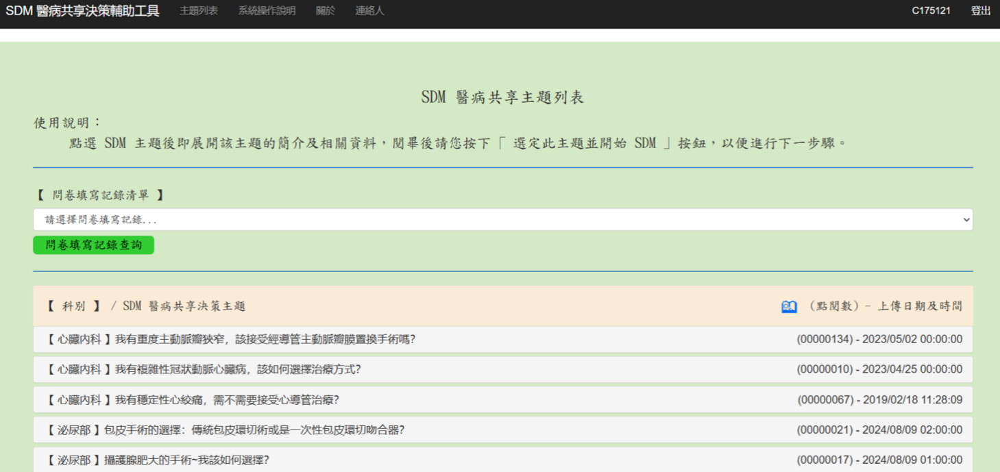 SDM 醫病共享決策輔助工具 主題列表 系統操作說明 關於 連絡人 C175121 登出
SDM 醫病共享主題列表
使用說明：
點選 SDM 主題後即展開該主題的簡介及相關資料，閱畢後請您按下「 選定此主題並開始 SDM 」按鈕，以便進行下一步驟。
【 問卷填寫記錄清單 】
請選擇問卷填寫記錄...
問卷填寫記錄查詢
【 科別 】 / SDM 醫病共享決策主題 （點閱數）- 上傳日期及時間
【 心臟內科 】我有重度主動脈瓣狹窄，該接受經導管主動脈瓣膜置換手術嗎? (00000134) - 2023/05/02 00:00:00
【 心臟內科 】我有複雜性冠狀動脈心臟病，該如何選擇治療方式? (00000010) - 2023/04/25 00:00:00
【 心臟內科 】我有穩定性心絞痛，需不需要接受心導管治療? (00000067) - 2019/02/18 11:28:09
【 泌尿部 】包皮手術的選擇：傳統包皮環切術或是一次性包皮環切吻合器? (00000021) - 2024/08/09 02:00:00
【 泌尿部 】攝護腺肥大的手術~我該如何選擇? (00000017) - 2024/08/09 01:00:00